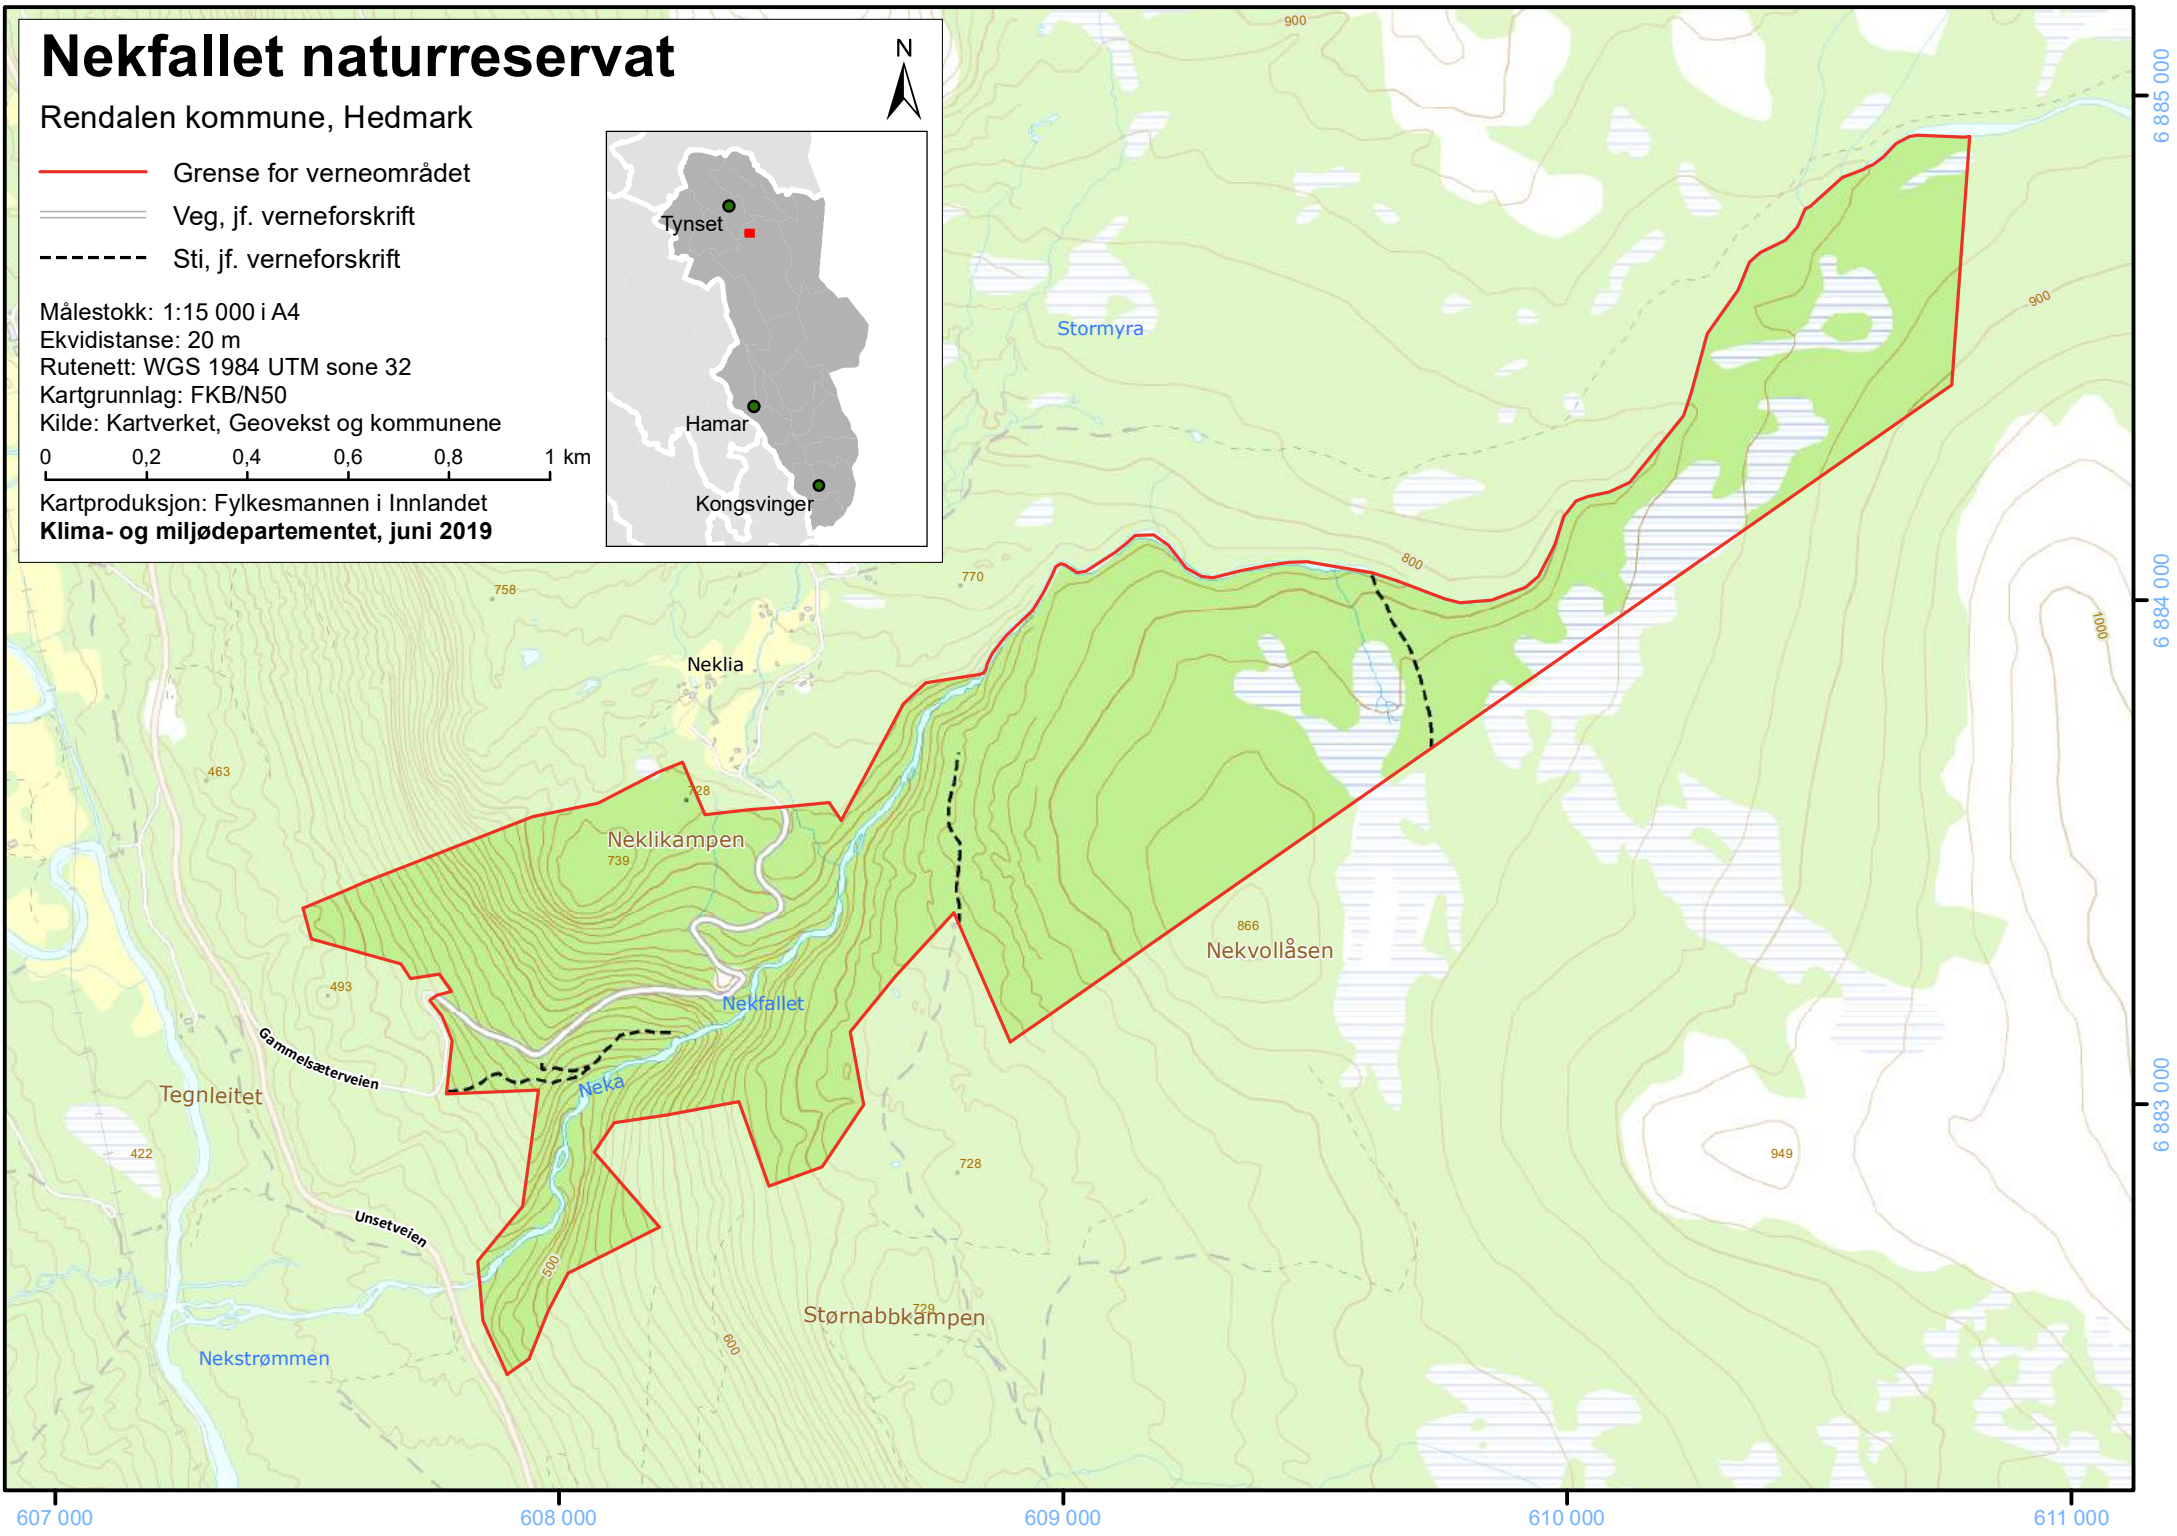 Nekfallet naturreservat
Rendalen kommune, Hedmark
N
Grense for verneområdet
Veg, jf. verneforskrift
Sti, jf. verneforskrift
Målestokk: 1:15 000 i A4
Ekvidistanse: 20 m
Rutenett: WGS 1984 UTM sone 32
Kartgrunnlag: FKB/N50
Kilde: Kartverket, Geovekst og kommunene
0 0,2 0,4 0,6 0,8 1 km
Kartproduksjon: Fylkesmannen i Innlandet
Klima- og miljødepartementet, juni 2019
Tynset
Hamar
Kongsvinger
900
6 885 000
900
Stormyra
800
770
758
6 884 000
1000
Neklia
463
728
Neklikampen
739
866
Nekvollåsen
493
Nekfallet
Gammelsæterveien
Neka
Tegnleitet
6 883 000
422
728
949
Unsetveien
500
729
Størnabbkampen
600
Nekstrømmen
607 000
608 000
609 000
610 000
611 000